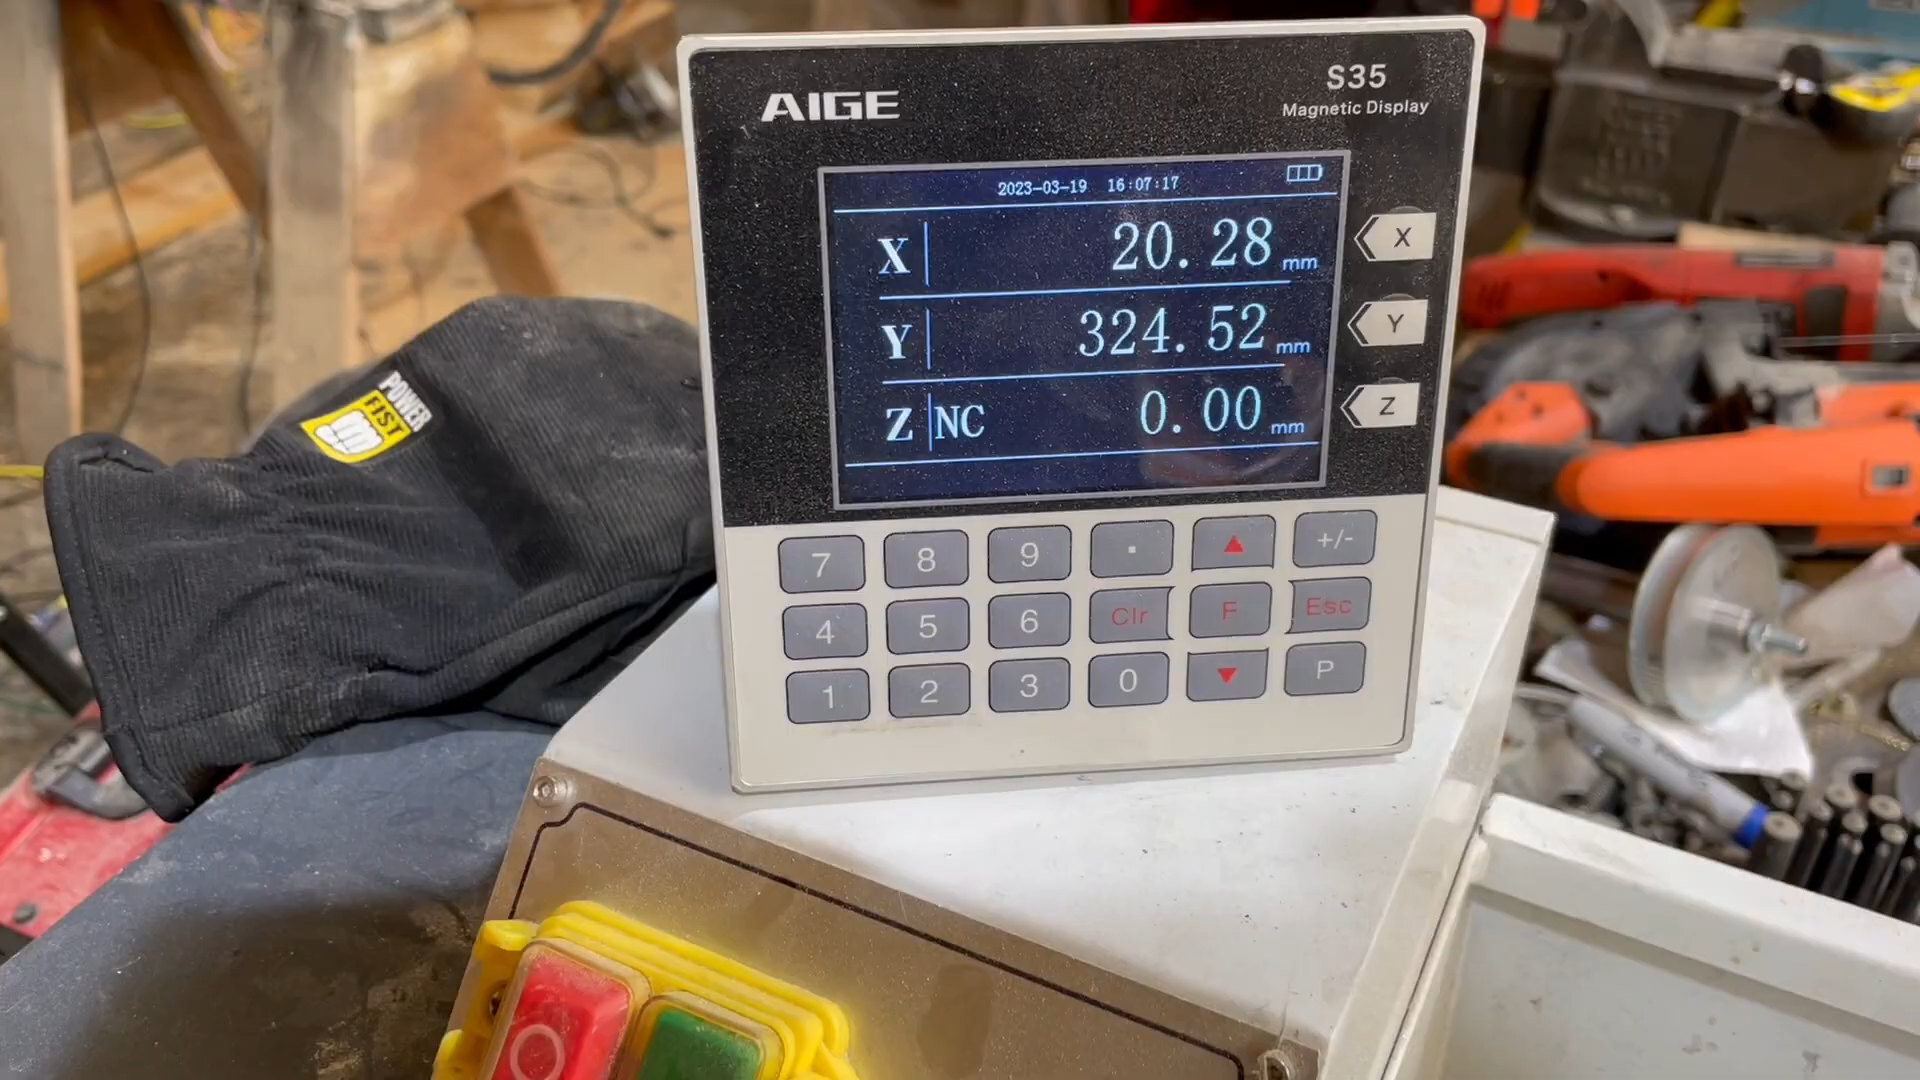 AIGE
S35
Magnetic Display
2023-03-19 16:07:17
X 20.28 mm
Y 324.52 mm
Z NC 0.00 mm
X
Y
Z
7 8 9 . ▲ +/-
4 5 6 Clr F Esc
1 2 3 0 ▼ P
POWER
FIST